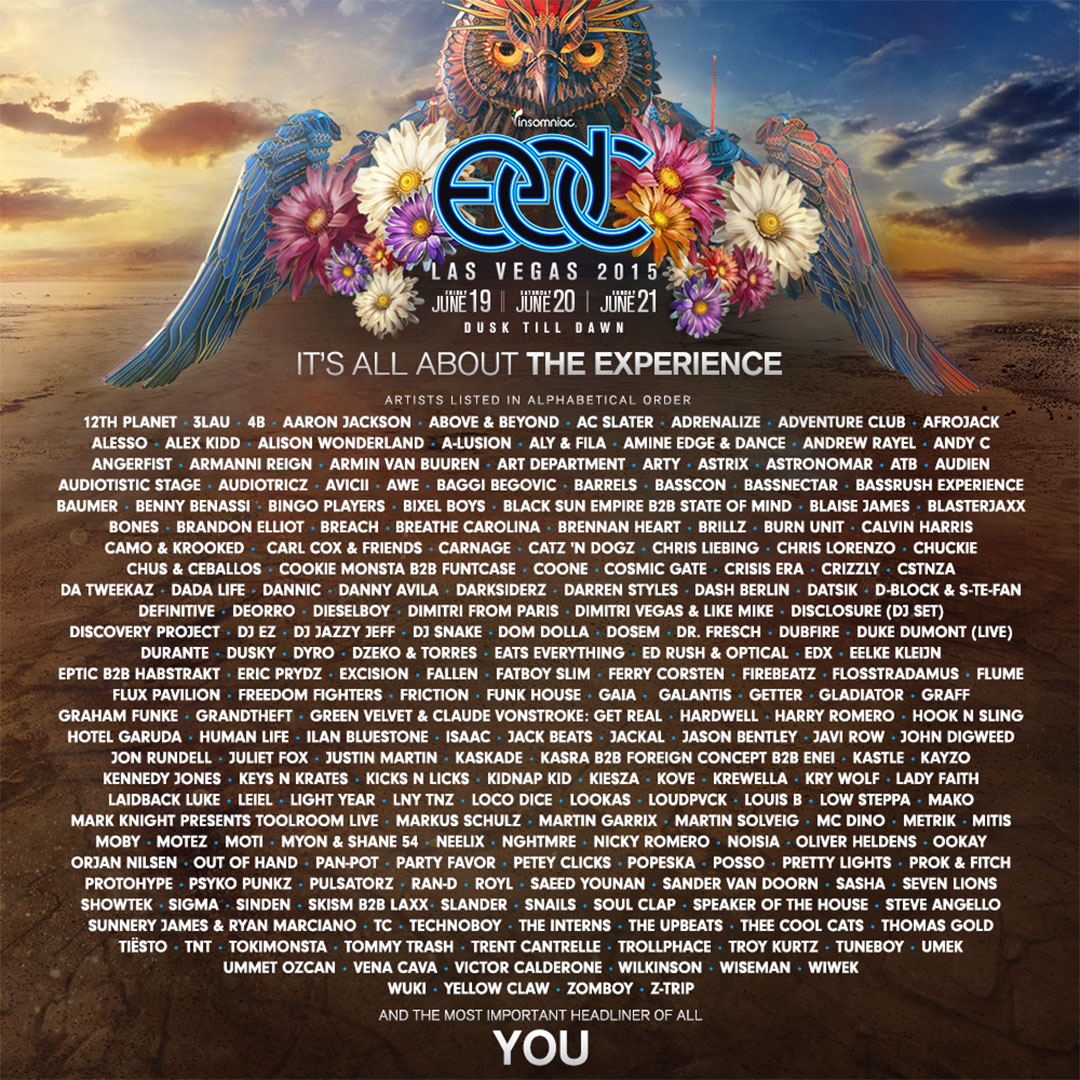 insomniac
edc
LAS VEGAS 2015
FRIDAY JUNE 19 | SATURDAY JUNE 20 | SUNDAY JUNE 21
DUSK TILL DAWN
IT'S ALL ABOUT THE EXPERIENCE
ARTISTS LISTED IN ALPHABETICAL ORDER
12TH PLANET · 3LAU · 4B · AARON JACKSON · ABOVE & BEYOND · AC SLATER · ADRENALIZE · ADVENTURE CLUB · AFROJACK
ALESSO · ALEX KIDD · ALISON WONDERLAND · A-LUSION · ALY & FILA · AMINE EDGE & DANCE · ANDREW RAYEL · ANDY C
ANGERFIST · ARMANNI REIGN · ARMIN VAN BUUREN · ART DEPARTMENT · ARTY · ASTRIX · ASTRONOMAR · ATB · AUDIEN
AUDIOTISTIC STAGE · AUDIOTRICZ · AVICII · AWE · BAGGI BEGOVIC · BARRELS · BASSCON · BASSNECTAR · BASSRUSH EXPERIENCE
BAUMER · BENNY BENASSI · BINGO PLAYERS · BIXEL BOYS · BLACK SUN EMPIRE B2B STATE OF MIND · BLAISE JAMES · BLASTERJAXX
BONES · BRANDON ELLIOT · BREACH · BREATHE CAROLINA · BRENNAN HEART · BRILLZ · BURN UNIT · CALVIN HARRIS
CAMO & KROOKED · CARL COX & FRIENDS · CARNAGE · CATZ 'N DOGZ · CHRIS LIEBING · CHRIS LORENZO · CHUCKIE
CHUS & CEBALLOS · COOKIE MONSTA B2B FUNTCASE · COONE · COSMIC GATE · CRISIS ERA · CRIZZLY · CSTNZA
DA TWEEKAZ · DADA LIFE · DANNIC · DANNY AVILA · DARKSIDERZ · DARREN STYLES · DASH BERLIN · DATSIK · D-BLOCK & S-TE-FAN
DEFINITIVE · DEORRO · DIESELBOY · DIMITRI FROM PARIS · DIMITRI VEGAS & LIKE MIKE · DISCLOSURE (DJ SET)
DISCOVERY PROJECT · DJ EZ · DJ JAZZY JEFF · DJ SNAKE · DOM DOLLA · DOSEM · DR. FRESCH · DUBFIRE · DUKE DUMONT (LIVE)
DURANTE · DUSKY · DYRO · DZEKO & TORRES · EATS EVERYTHING · ED RUSH & OPTICAL · EDX · EELKE KLEIJN
EPTIC B2B HABSTRAKT · ERIC PRYDZ · EXCISION · FALLEN · FATBOY SLIM · FERRY CORSTEN · FIREBEATZ · FLOSSTRADAMUS · FLUME
FLUX PAVILION · FREEDOM FIGHTERS · FRICTION · FUNK HOUSE · GAIA · GALANTIS · GETTER · GLADIATOR · GRAFF
GRAHAM FUNKE · GRANDTHEFT · GREEN VELVET & CLAUDE VONSTROKE: GET REAL · HARDWELL · HARRY ROMERO · HOOK N SLING
HOTEL GARUDA · HUMAN LIFE · ILAN BLUESTONE · ISAAC · JACK BEATS · JACKAL · JASON BENTLEY · JAVI ROW · JOHN DIGWEED
JON RUNDELL · JULIET FOX · JUSTIN MARTIN · KASKADE · KASRA B2B FOREIGN CONCEPT B2B ENEI · KASTLE · KAYZO
KENNEDY JONES · KEYS N KRATES · KICKS N LICKS · KIDNAP KID · KIESZA · KOVE · KREWELLA · KRY WOLF · LADY FAITH
LAIDBACK LUKE · LEIEL · LIGHT YEAR · LNY TNZ · LOCO DICE · LOOKAS · LOUDPVCK · LOUIS B · LOW STEPPA · MAKO
MARK KNIGHT PRESENTS TOOLROOM LIVE · MARKUS SCHULZ · MARTIN GARRIX · MARTIN SOLVEIG · MC DINO · METRIK · MITIS
MOBY · MOTEZ · MOTI · MYON & SHANE 54 · NEELIX · NGHTMRE · NICKY ROMERO · NOISIA · OLIVER HELDENS · OOKAY
ORJAN NILSEN · OUT OF HAND · PAN-POT · PARTY FAVOR · PETEY CLICKS · POPESKA · POSSO · PRETTY LIGHTS · PROK & FITCH
PROTOHYPE · PSYKO PUNKZ · PULSATORZ · RAN-D · ROYL · SAEED YOUNAN · SANDER VAN DOORN · SASHA · SEVEN LIONS
SHOWTEK · SIGMA · SINDEN · SKISM B2B LAXX · SLANDER · SNAILS · SOUL CLAP · SPEAKER OF THE HOUSE · STEVE ANGELLO
SUNNERY JAMES & RYAN MARCIANO · TC · TECHNOBOY · THE INTERNS · THE UPBEATS · THEE COOL CATS · THOMAS GOLD
TIËSTO · TNT · TOKIMONSTA · TOMMY TRASH · TRENT CANTRELLE · TROLLPHACE · TROY KURTZ · TUNEBOY · UMEK
UMMET OZCAN · VENA CAVA · VICTOR CALDERONE · WILKINSON · WISEMAN · WIWEK
WUKI · YELLOW CLAW · ZOMBOY · Z-TRIP
AND THE MOST IMPORTANT HEADLINER OF ALL
YOU